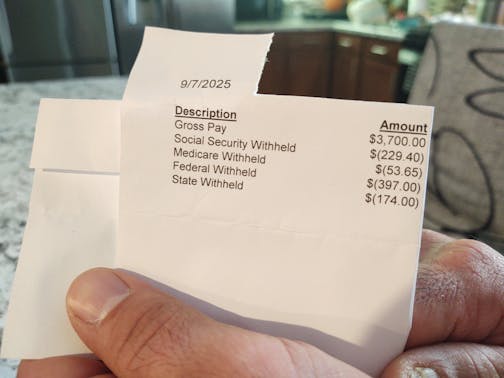 9/7/2025
Description Amount
Gross Pay $3,700.00
Social Security Withheld $(229.40)
Medicare Withheld $(53.65)
Federal Withheld $(397.00)
State Withheld $(174.00)